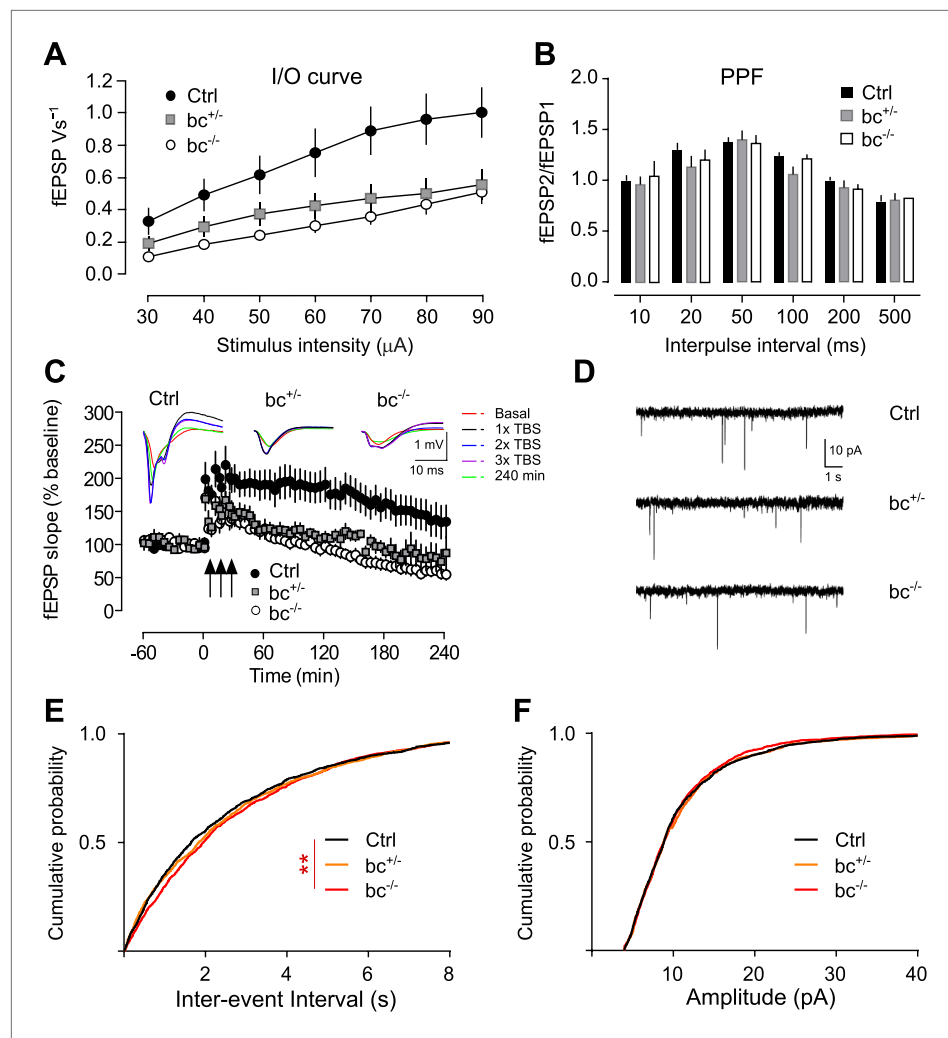 A
I/O curve
fEPSP Vs⁻¹
1.2
1.0
0.8
0.6
0.4
0.2
0.0
Ctrl
bc+/-
bc-/-
30 40 50 60 70 80 90
Stimulus intensity (µA)
B
PPF
fEPSP2/fEPSP1
2.0
1.5
1.0
0.5
0.0
Ctrl
bc+/-
bc-/-
10 20 50 100 200 500
Interpulse interval (ms)
C
Ctrl bc+/- bc-/-
fEPSP slope (% baseline)
300
250
200
150
100
50
0
Basal
1x TBS
2x TBS
3x TBS
240 min
1 mV
10 ms
Ctrl
bc+/-
bc-/-
-60 0 60 120 180 240
Time (min)
D
Ctrl
10 pA
1 s
bc+/-
bc-/-
E
Cumulative probability
1.0
0.5
Ctrl
bc+/-
bc-/-
**
2 4 6 8
Inter-event Interval (s)
F
Cumulative probability
1.0
0.5
Ctrl
bc+/-
bc-/-
10 20 30 40
Amplitude (pA)